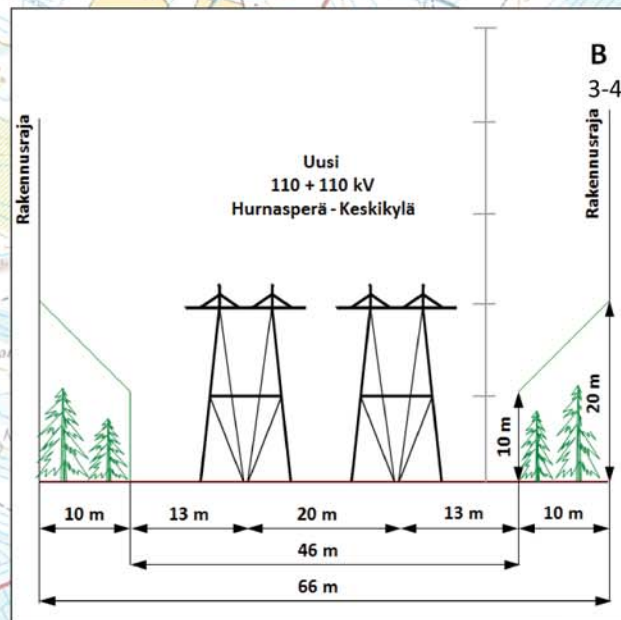 B
3-4
Rakennusraja
Rakennusraja
Uusi
110 + 110 kV
Hurnasperä - Keskikylä
10 m
20 m
10 m
13 m
20 m
13 m
10 m
46 m
66 m